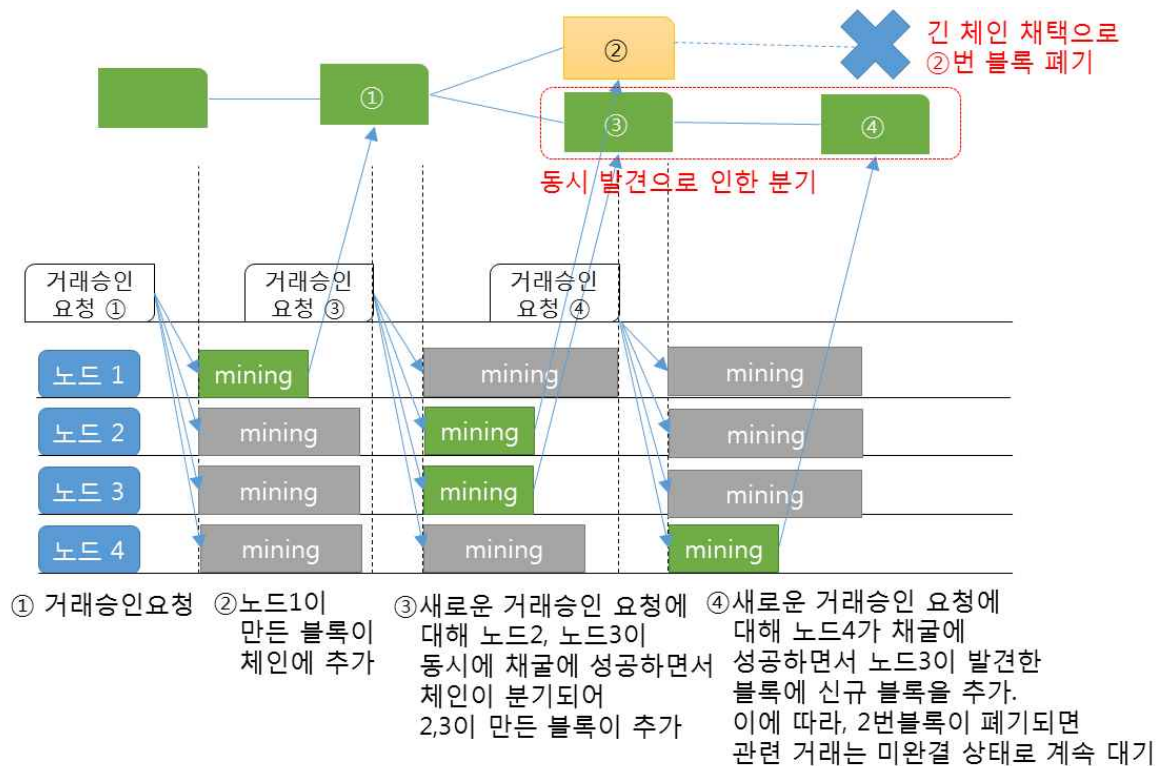 ②
긴 체인 채택으로
②번 블록 폐기
①
③
④
동시 발견으로 인한 분기
거래승인
요청 ①
거래승인
요청 ③
거래승인
요청 ④
노드 1
mining
mining
mining
노드 2
mining
mining
mining
노드 3
mining
mining
mining
노드 4
mining
mining
mining
① 거래승인요청
②노드1이
만든 블록이
체인에 추가
③새로운 거래승인 요청에
대해 노드2, 노드3이
동시에 채굴에 성공하면서
체인이 분기되어
2,3이 만든 블록이 추가
④새로운 거래승인 요청에
대해 노드4가 채굴에
성공하면서 노드3이 발견한
블록에 신규 블록을 추가.
이에 따라, 2번블록이 폐기되면
관련 거래는 미완결 상태로 계속 대기